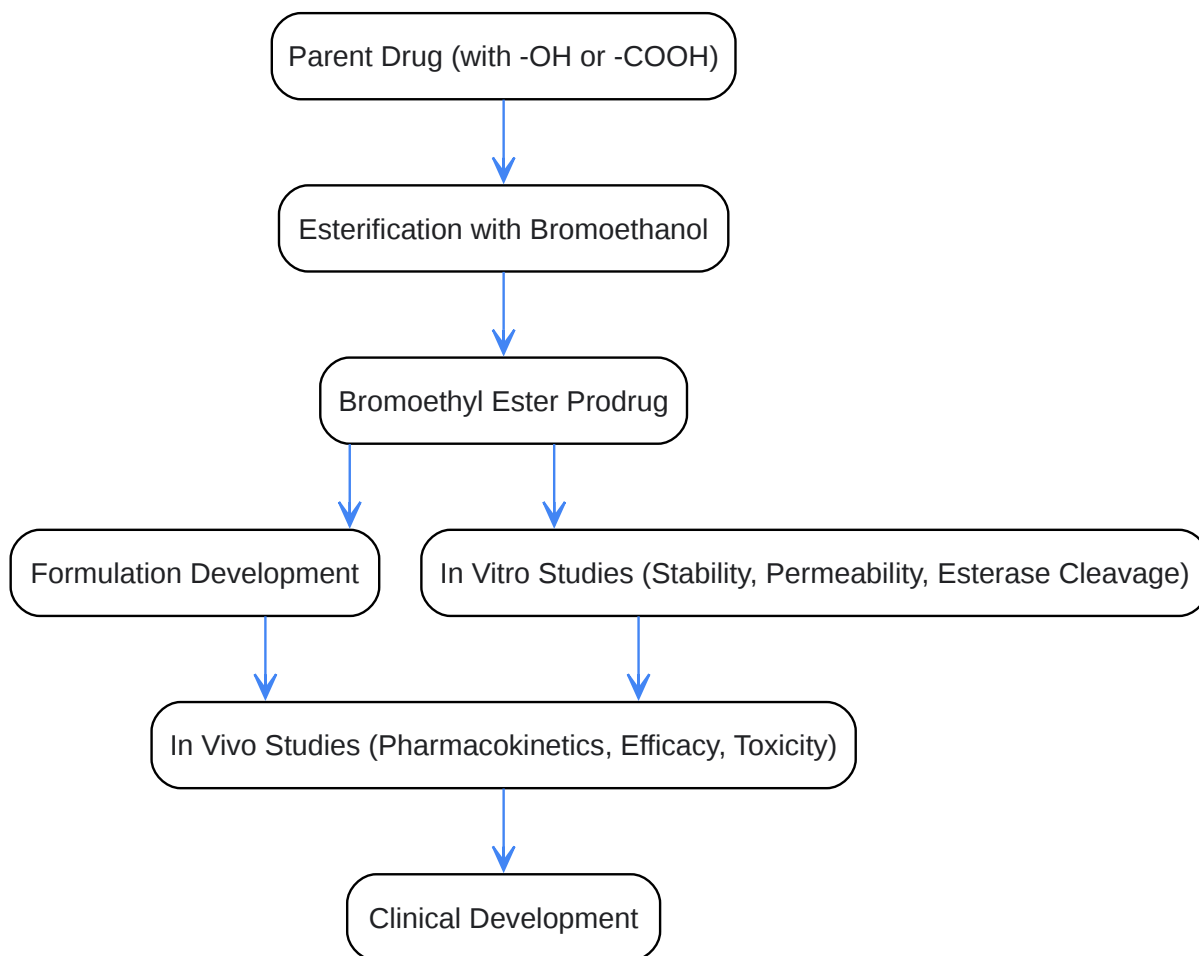 Parent Drug (with -OH or -COOH)
Esterification with Bromoethanol
Bromoethyl Ester Prodrug
Formulation Development
In Vitro Studies (Stability, Permeability, Esterase Cleavage)
In Vivo Studies (Pharmacokinetics, Efficacy, Toxicity)
Clinical Development